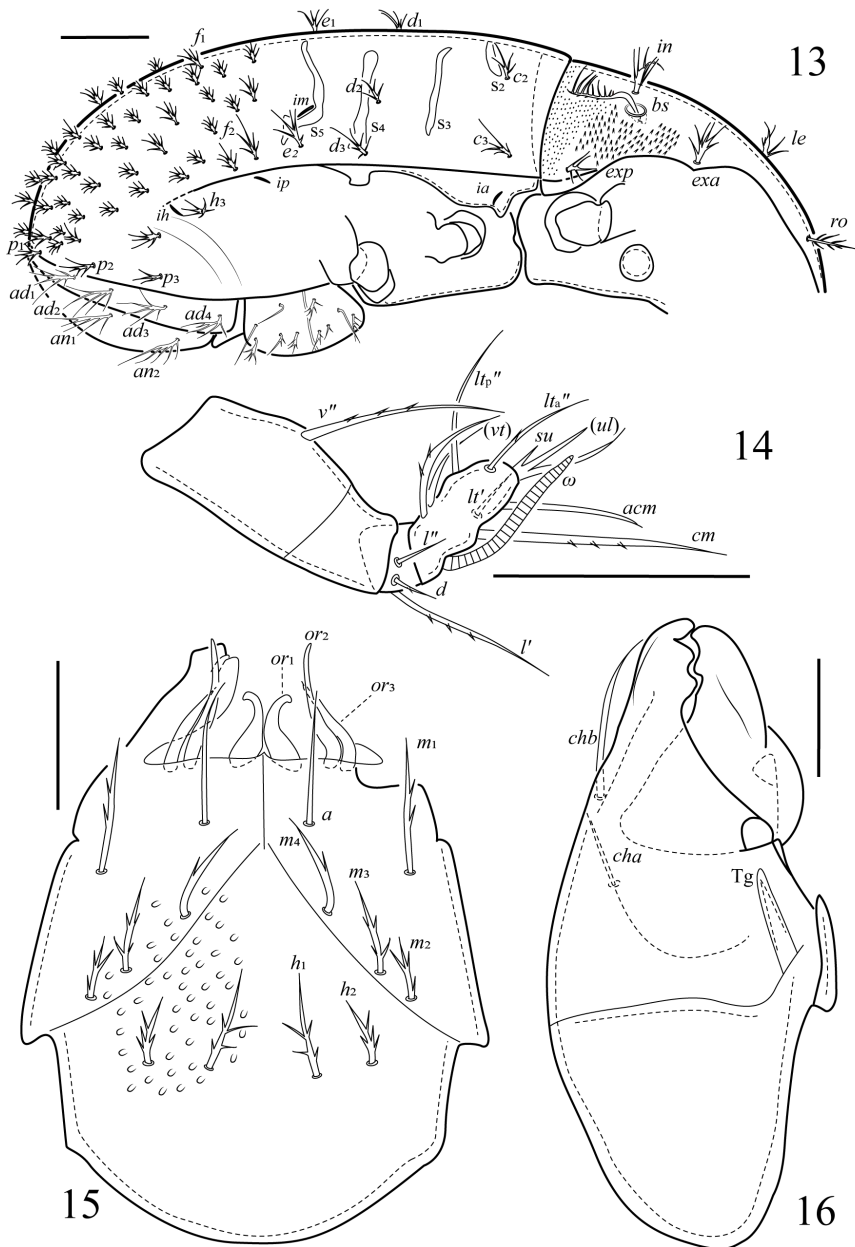 e₁ d₁
f₁ in 13
d₂ im s₂ c₂ bs
f₂ s₅ s₄ s₃ le
e₂ d₃ c₃ exp exa
ih ip h₃ ia ro
p₁ p₂ p₃
ad₁ ad₂ ad₃ ad₄
an₁ an₂
ltₚ"
v" (vt) ltₐ" su (ul) 14
lt' ω
l" acm
d cm
l'
or₂
or₁
or₃
m₁
a
m₄
m₃
m₂
h₁ h₂
15
chb
cha
Tg
16